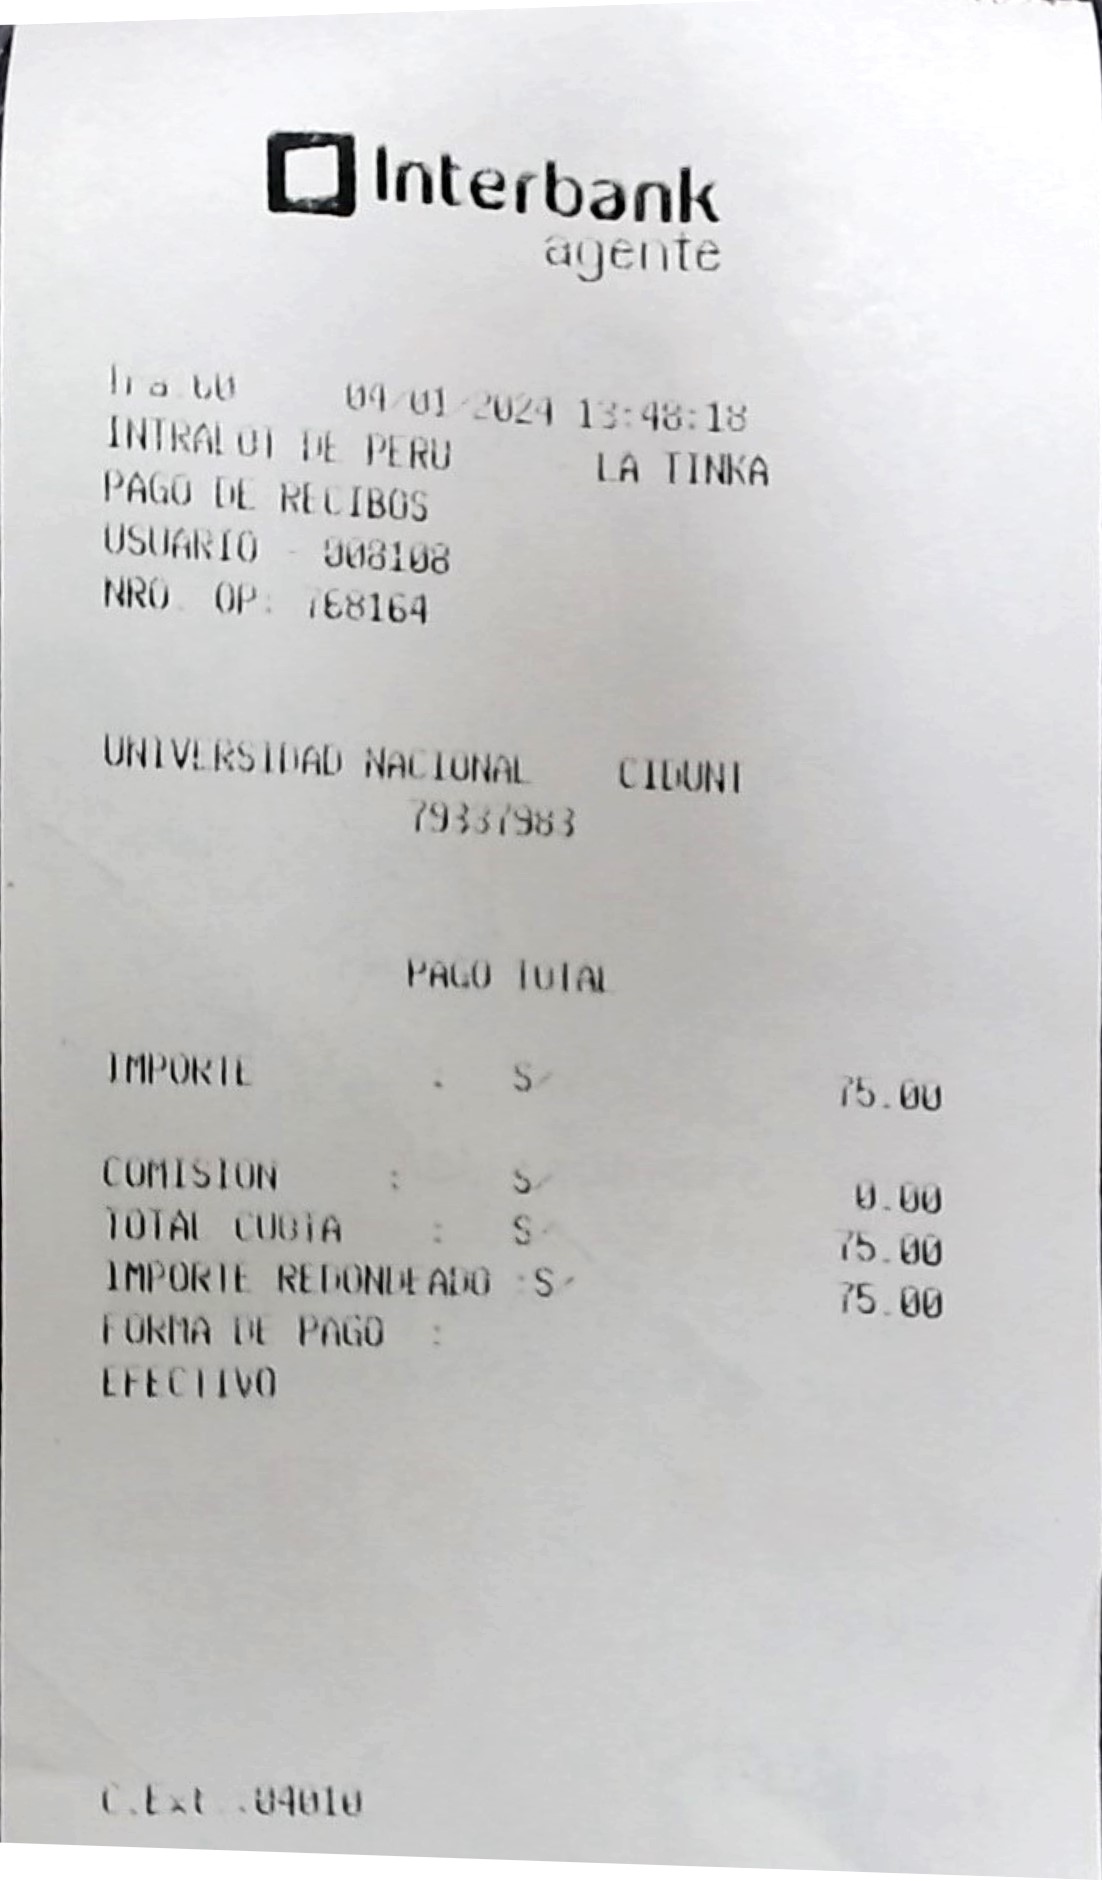 Interbank
agente
Tra 60 04/01/2024 13:48:18
INTRALOT DE PERU LA TINKA
PAGO DE RECIBOS
USUARIO - 008108
NRO. OP: 768164
UNIVERSIDAD NACIONAL CIDUNI
79337983
PAGO TOTAL
IMPORTE : S/ 75.00
COMISION : S/ 0.00
TOTAL CUOTA : S/ 75.00
IMPORTE REDONDEADO :S/ 75.00
FORMA DE PAGO :
EFECTIVO
C.Ext.:04010